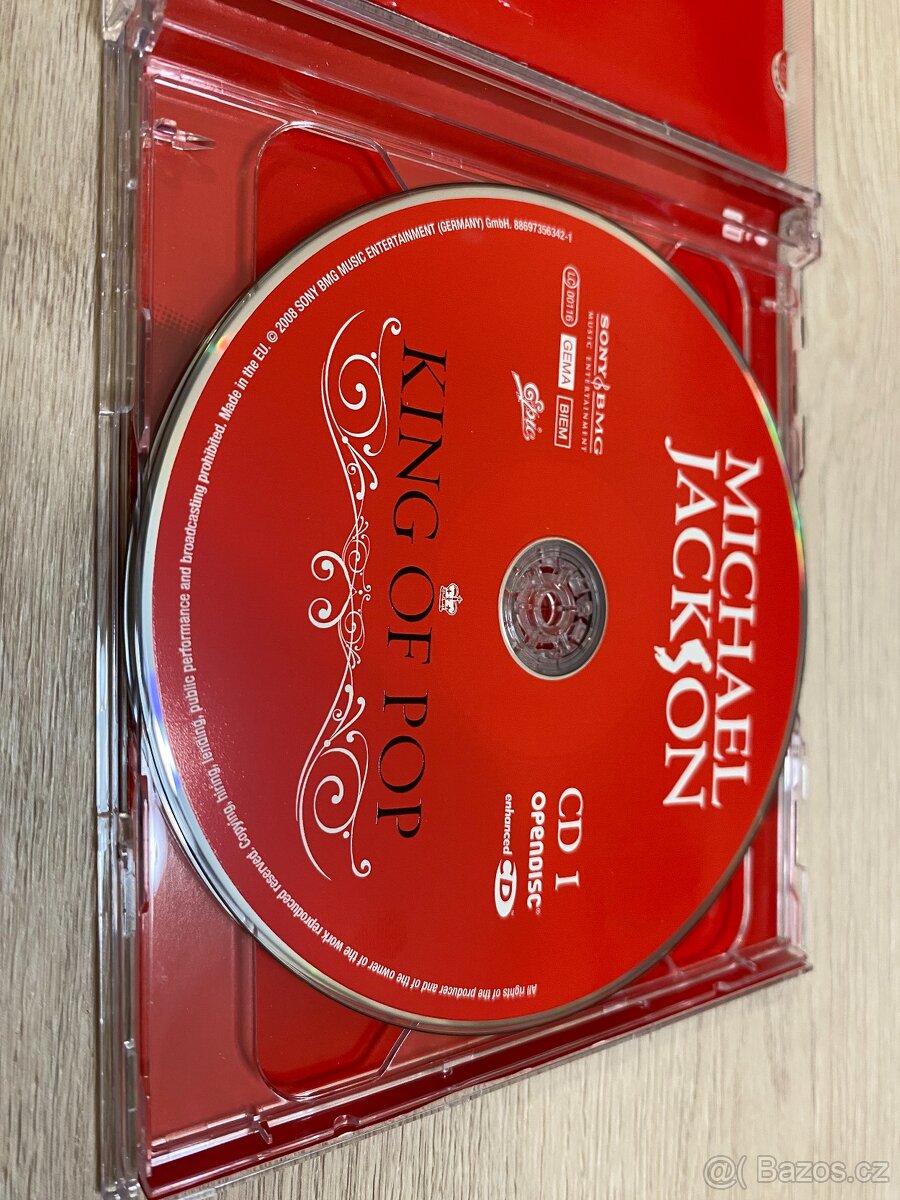 MICHAEL
JACKSON
SONY BMG
MUSIC ENTERTAINMENT
LC 00116
GEMA
BIEM
Epic
CD I
OPENDISC®
enhanced CD™
KING OF POP
All rights of the producer and of the owner of the work reproduced reserved. Copying, hiring, lending, public performance and broadcasting prohibited. Made in the EU. © 2008 SONY BMG MUSIC ENTERTAINMENT (GERMANY) GmbH. 88697356342-1
@( Bazos.cz